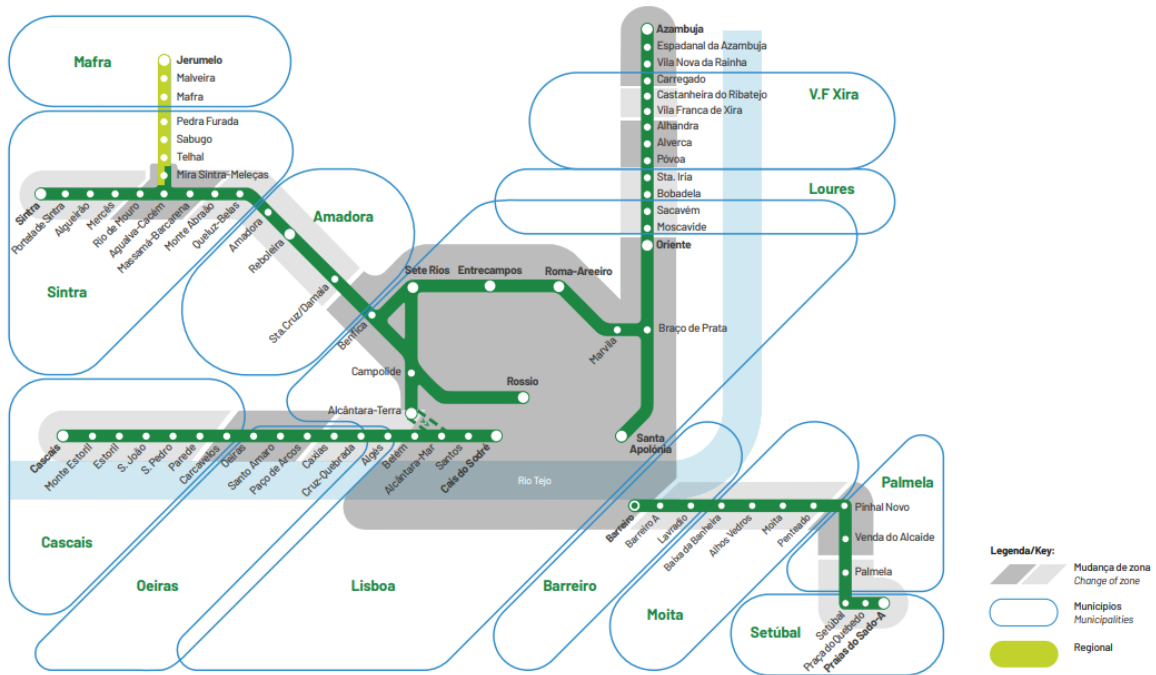 Mafra
Jerumelo
Malveira
Mafra
Pedra Furada
Sabugo
Telhal
Mira Sintra-Meleças
Sintra
Portela de Sintra
Algueirão
Mercês
Rio de Mouro
Agualva-Cacém
Massamá-Barcarena
Monte Abraão
Queluz-Belas
Amadora
Reboleira
Sta.Cruz/Damaia
Benfica
Sintra
Amadora
Sete Rios
Entrecampos
Roma-Areeiro
Marvila
Braço de Prata
Campolide
Rossio
Alcântara-Terra
Santa
Apolónia
Azambuja
Espadanal da Azambuja
Vila Nova da Rainha
Carregado
Castanheira do Ribatejo
Vila Franca de Xira
Alhandra
Alverca
Póvoa
Sta. Iria
Bobadela
Sacavém
Moscavide
Oriente
V.F Xira
Loures
Cascais
Monte Estoril
Estoril
S. João
S. Pedro
Parede
Carcavelos
Oeiras
Santo Amaro
Paço de Arcos
Caxias
Cruz-Quebrada
Algés
Belém
Alcântara-Mar
Santos
Cais do Sodré
Rio Tejo
Cascais
Oeiras
Lisboa
Barreiro
Moita
Palmela
Setúbal
Barreiro
Barreiro A
Lavradio
Baixa da Banheira
Alhos Vedros
Moita
Penteado
Pinhal Novo
Venda do Alcaide
Palmela
Setúbal
Praça do Quebedo
Praias do Sado-A
Legenda/Key:
Mudança de zona
Change of zone
Municípios
Municipalities
Regional